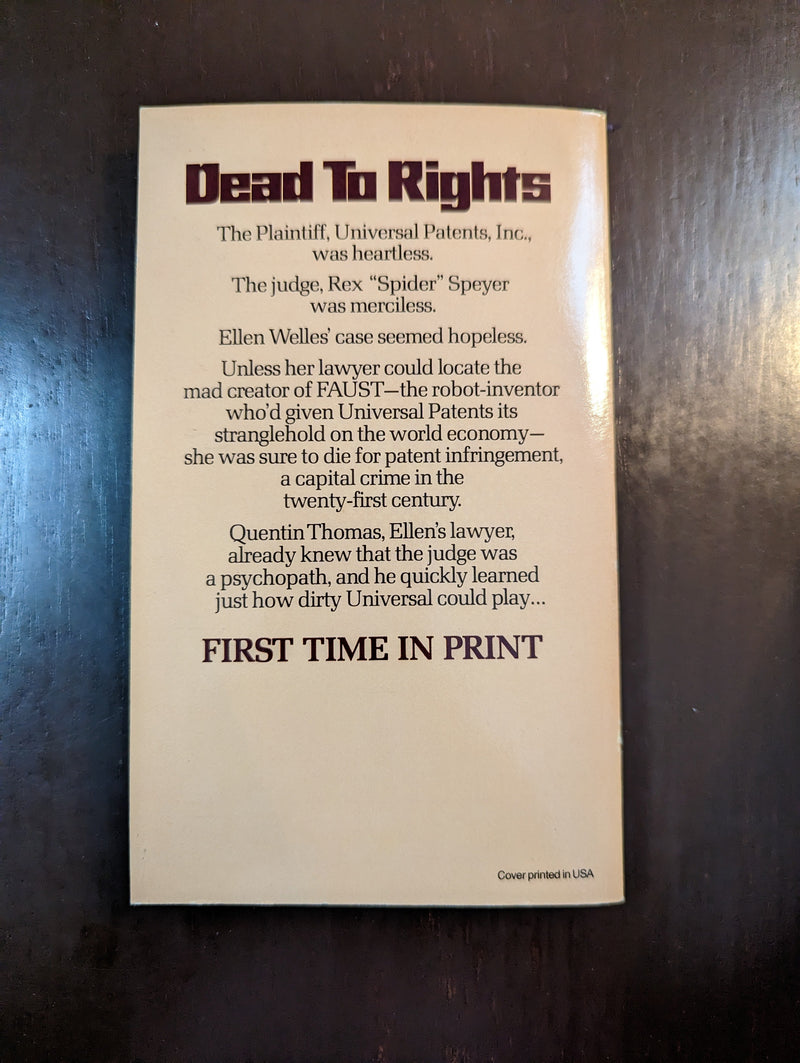 Dead To Rights
The Plaintiff, Universal Patents, Inc.,
was heartless.
The judge, Rex “Spider” Speyer
was merciless.
Ellen Welles’ case seemed hopeless.
Unless her lawyer could locate the
mad creator of FAUST—the robot-inventor
who’d given Universal Patents its
stranglehold on the world economy—
she was sure to die for patent infringement,
a capital crime in the
twenty-first century.
Quentin Thomas, Ellen’s lawyer,
already knew that the judge was
a psychopath, and he quickly learned
just how dirty Universal could play...
FIRST TIME IN PRINT
Cover printed in USA